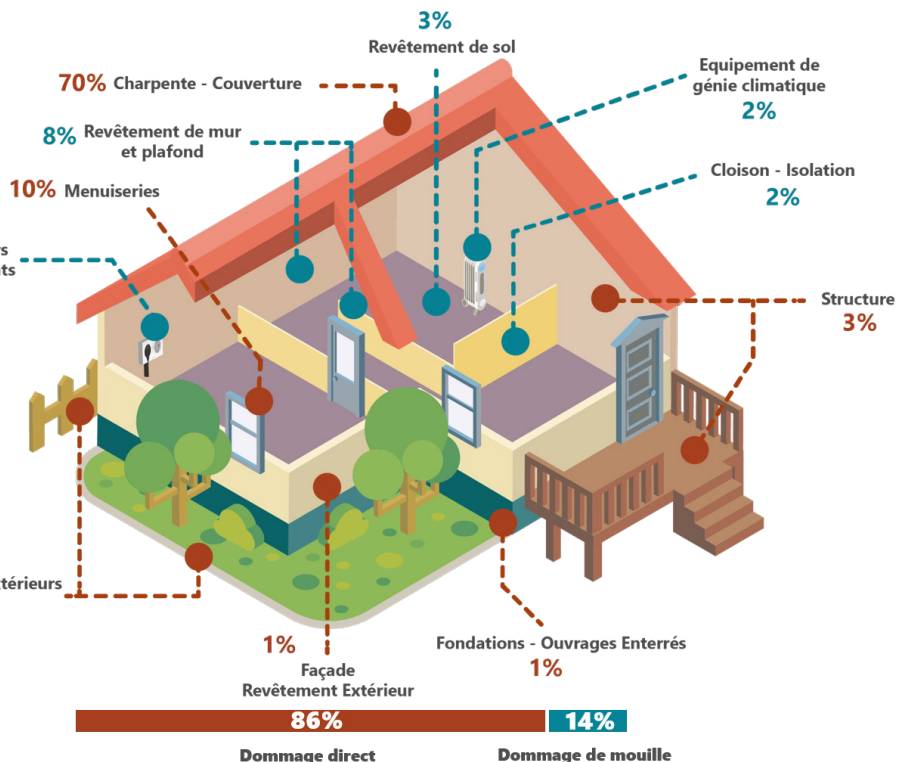 3%
Revêtement de sol
70% Charpente - Couverture
Equipement de
génie climatique
2%
8% Revêtement de mur
et plafond
Cloison - Isolation
2%
10% Menuiseries
Structure
3%
1%
Façade
Revêtement Extérieur
Fondations - Ouvrages Enterrés
1%
86%
14%
Dommage direct
Dommage de mouille